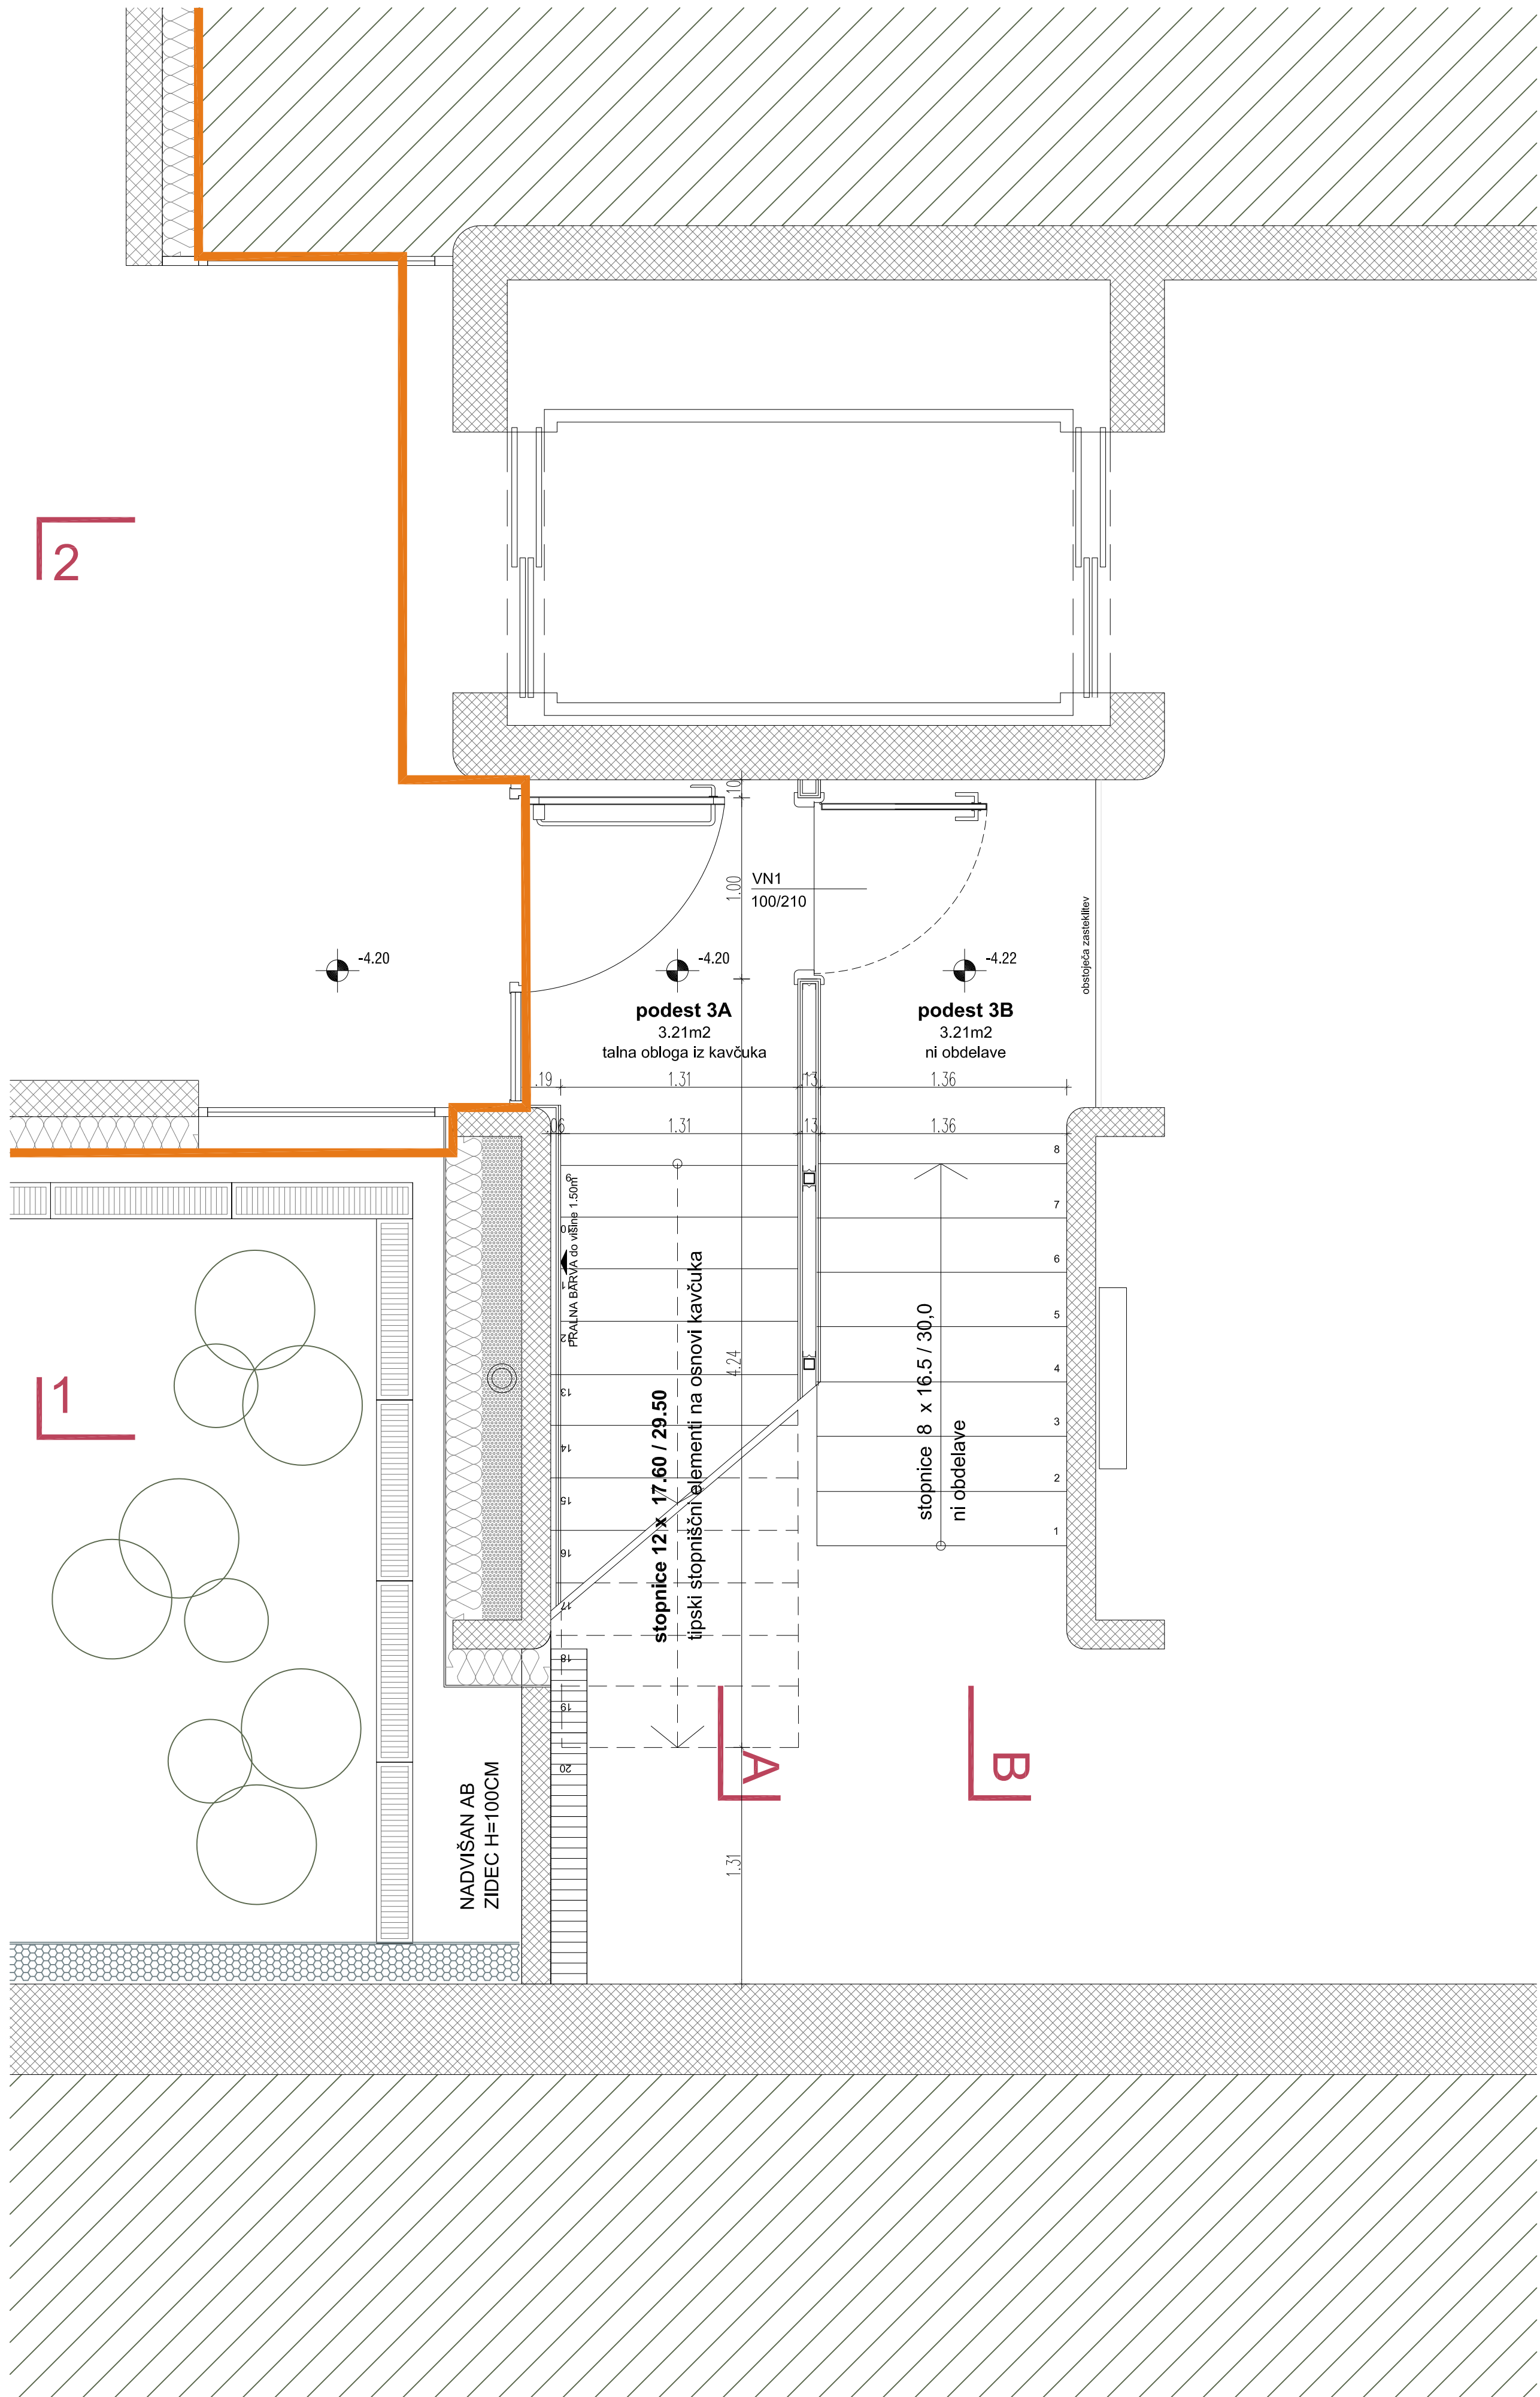 2
.10
1.00
VN1
100/210
obstoječa zasteklitev
-4.20
-4.20
-4.22
podest 3A
3.21m2
talna obloga iz kavčuka
podest 3B
3.21m2
ni obdelave
.19
1.31
.13
1.36
.06
1.31
.13
1.36
8
7
6
5
4
3
2
1
9
10
12
13
14
15
16
17
18
19
20
PRALNA BARVA do višine 1.50m
stopnice 12 x 17.60 / 29.50
tipski stopniščni elementi na osnovi kavčuka
4.24
stopnice 8 x 16.5 / 30,0
ni obdelave
1
A
B
NADVIŠAN AB
ZIDEC H=100CM
1.31